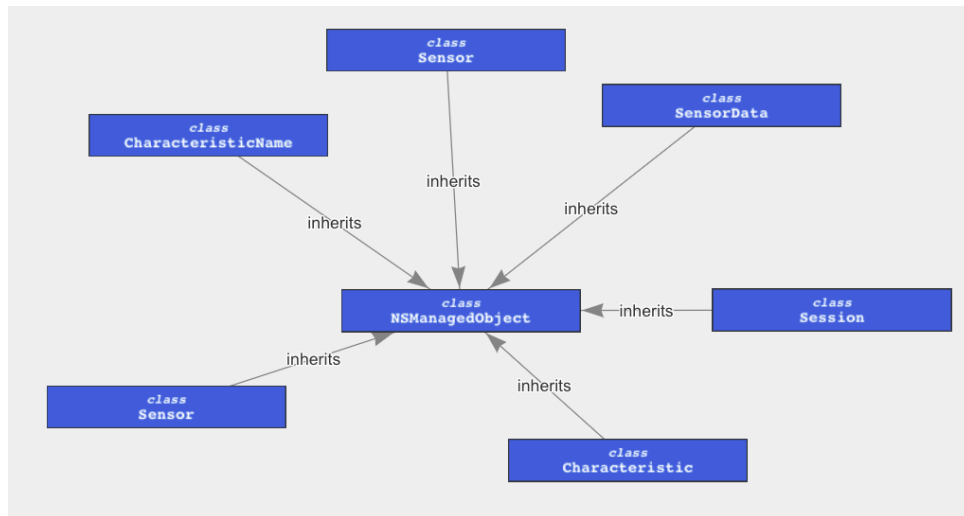 class
Sensor
class
SensorData
class
CharacteristicName
inherits
inherits
inherits
class
NSManagedObject
inherits
class
Session
inherits
class
Sensor
inherits
class
Characteristic